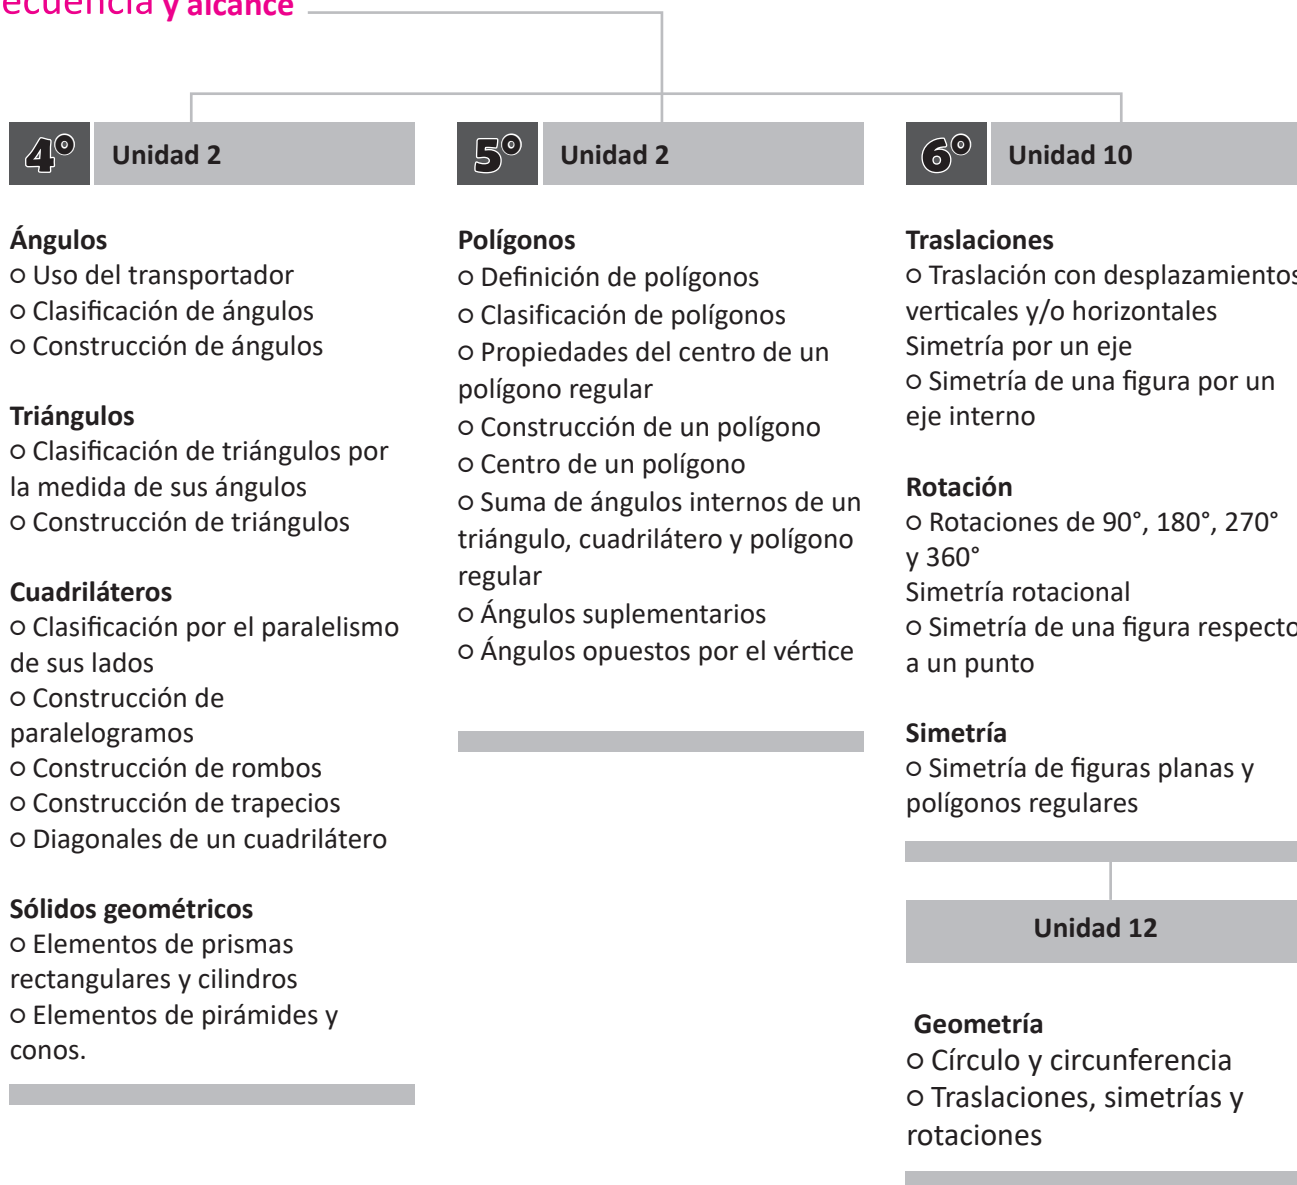 ecuencia y alcance
4º Unidad 2
Ángulos
○ Uso del transportador
○ Clasificación de ángulos
○ Construcción de ángulos
Triángulos
○ Clasificación de triángulos por
la medida de sus ángulos
○ Construcción de triángulos
Cuadriláteros
○ Clasificación por el paralelismo
de sus lados
○ Construcción de
paralelogramos
○ Construcción de rombos
○ Construcción de trapecios
○ Diagonales de un cuadrilátero
Sólidos geométricos
○ Elementos de prismas
rectangulares y cilindros
○ Elementos de pirámides y
conos.
5º Unidad 2
Polígonos
○ Definición de polígonos
○ Clasificación de polígonos
○ Propiedades del centro de un
polígono regular
○ Construcción de un polígono
○ Centro de un polígono
○ Suma de ángulos internos de un
triángulo, cuadrilátero y polígono
regular
○ Ángulos suplementarios
○ Ángulos opuestos por el vértice
6º Unidad 10
Traslaciones
○ Traslación con desplazamientos
verticales y/o horizontales
Simetría por un eje
○ Simetría de una figura por un
eje interno
Rotación
○ Rotaciones de 90°, 180°, 270°
y 360°
Simetría rotacional
○ Simetría de una figura respecto
a un punto
Simetría
○ Simetría de figuras planas y
polígonos regulares
Unidad 12
Geometría
○ Círculo y circunferencia
○ Traslaciones, simetrías y
rotaciones